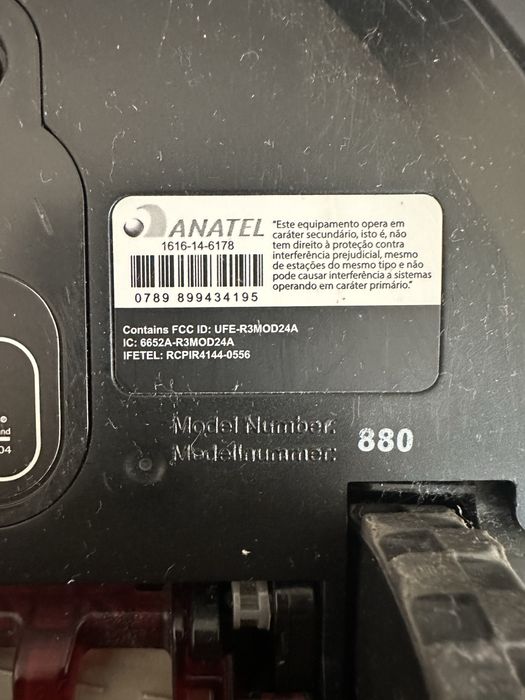 ANATEL
1616-14-6178
0789 899434195
"Este equipamento opera em
caráter secundário, isto é, não
tem direito à proteção contra
interferência prejudicial, mesmo
de estações do mesmo tipo e não
pode causar interferência a sistemas
operando em caráter primário."
Contains FCC ID: UFE-R3MOD24A
IC: 6652A-R3MOD24A
IFETEL: RCPIR4144-0556
Model Number:
Modellnummer:
880
®
nd
04